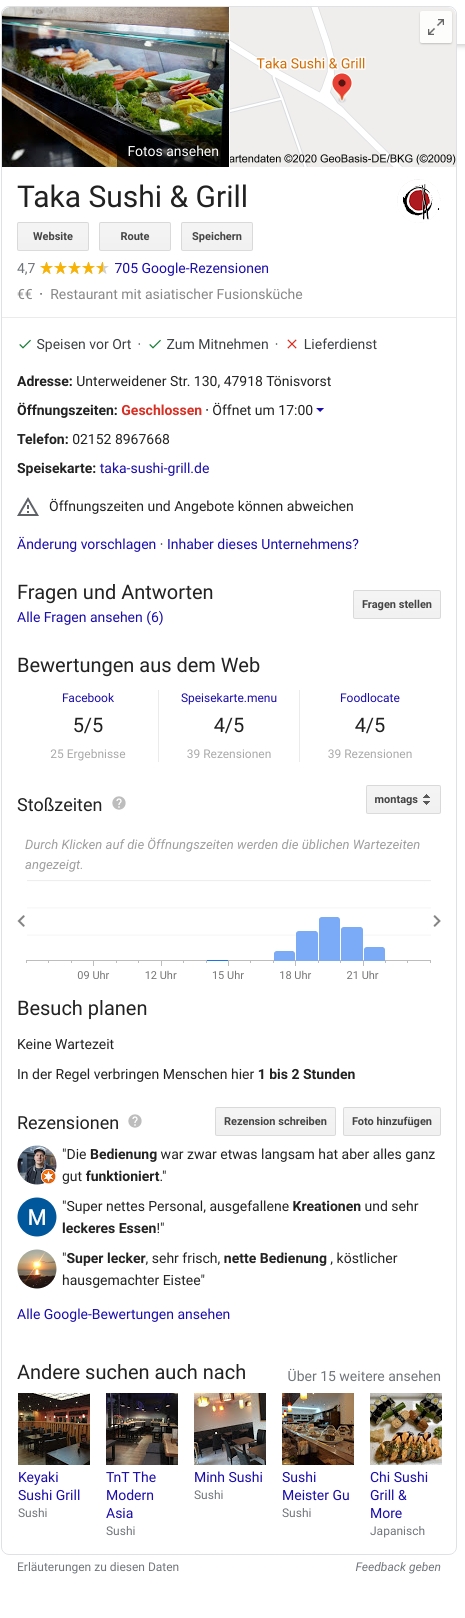 Taka Sushi & Grill
Fotos ansehen
artendaten ©2020 GeoBasis-DE/BKG (©2009)
Taka Sushi & Grill
Website Route Speichern
4,7 705 Google-Rezensionen
€€ · Restaurant mit asiatischer Fusionsküche
Speisen vor Ort · Zum Mitnehmen · Lieferdienst
Adresse: Unterweidener Str. 130, 47918 Tönisvorst
Öffnungszeiten: Geschlossen · Öffnet um 17:00
Telefon: 02152 8967668
Speisekarte: taka-sushi-grill.de
Öffnungszeiten und Angebote können abweichen
Änderung vorschlagen · Inhaber dieses Unternehmens?
Fragen und Antworten
Alle Fragen ansehen (6)
Fragen stellen
Bewertungen aus dem Web
Facebook Speisekarte.menu Foodlocate
5/5 4/5 4/5
25 Ergebnisse 39 Rezensionen 39 Rezensionen
Stoßzeiten ? montags
Durch Klicken auf die Öffnungszeiten werden die üblichen Wartezeiten
angezeigt.
09 Uhr 12 Uhr 15 Uhr 18 Uhr 21 Uhr
Besuch planen
Keine Wartezeit
In der Regel verbringen Menschen hier 1 bis 2 Stunden
Rezensionen ? Rezension schreiben Foto hinzufügen
"Die Bedienung war zwar etwas langsam hat aber alles ganz
gut funktioniert."
M
"Super nettes Personal, ausgefallene Kreationen und sehr
leckeres Essen!"
"Super lecker, sehr frisch, nette Bedienung , köstlicher
hausgemachter Eistee"
Alle Google-Bewertungen ansehen
Andere suchen auch nach Über 15 weitere ansehen
Keyaki
Sushi Grill
Sushi
TnT The
Modern
Asia
Sushi
Minh Sushi
Sushi
Sushi
Meister Gu
Sushi
Chi Sushi
Grill &
More
Japanisch
Erläuterungen zu diesen Daten Feedback geben